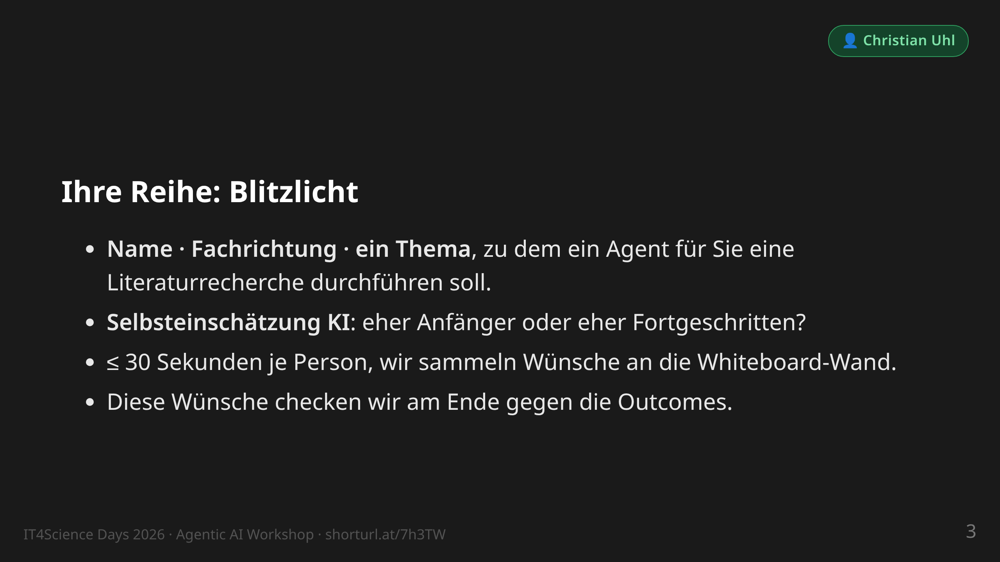 Christian Uhl
Ihre Reihe: Blitzlicht
• Name · Fachrichtung · ein Thema, zu dem ein Agent für Sie eine
Literaturrecherche durchführen soll.
• Selbsteinschätzung KI: eher Anfänger oder eher Fortgeschritten?
• ≤ 30 Sekunden je Person, wir sammeln Wünsche an die Whiteboard-Wand.
• Diese Wünsche checken wir am Ende gegen die Outcomes.
IT4Science Days 2026 · Agentic AI Workshop · shorturl.at/7h3TW
3